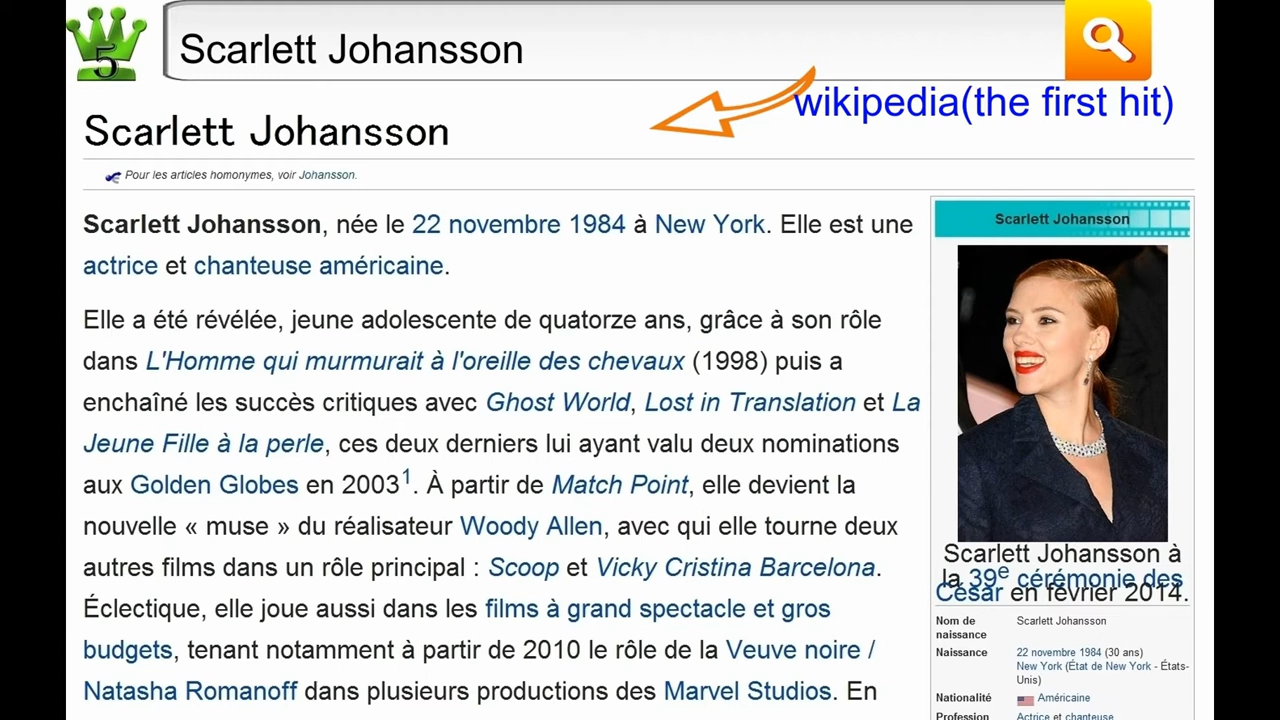 5
Scarlett Johansson
wikipedia(the first hit)
Scarlett Johansson
Pour les articles homonymes, voir Johansson.
Scarlett Johansson, née le 22 novembre 1984 à New York. Elle est une
actrice et chanteuse américaine.
Elle a été révélée, jeune adolescente de quatorze ans, grâce à son rôle
dans L'Homme qui murmurait à l'oreille des chevaux (1998) puis a
enchaîné les succès critiques avec Ghost World, Lost in Translation et La
Jeune Fille à la perle, ces deux derniers lui ayant valu deux nominations
aux Golden Globes en 2003¹. À partir de Match Point, elle devient la
nouvelle « muse » du réalisateur Woody Allen, avec qui elle tourne deux
autres films dans un rôle principal : Scoop et Vicky Cristina Barcelona.
Éclectique, elle joue aussi dans les films à grand spectacle et gros
budgets, tenant notamment à partir de 2010 le rôle de la Veuve noire /
Natasha Romanoff dans plusieurs productions des Marvel Studios. En
Scarlett Johansson
Scarlett Johansson à
la 39e cérémonie des
César en février 2014.
Nom de naissance Scarlett Johansson
Naissance 22 novembre 1984 (30 ans)
New York (État de New York - États-
Unis)
Nationalité Américaine
Profession Actrice et chanteuse